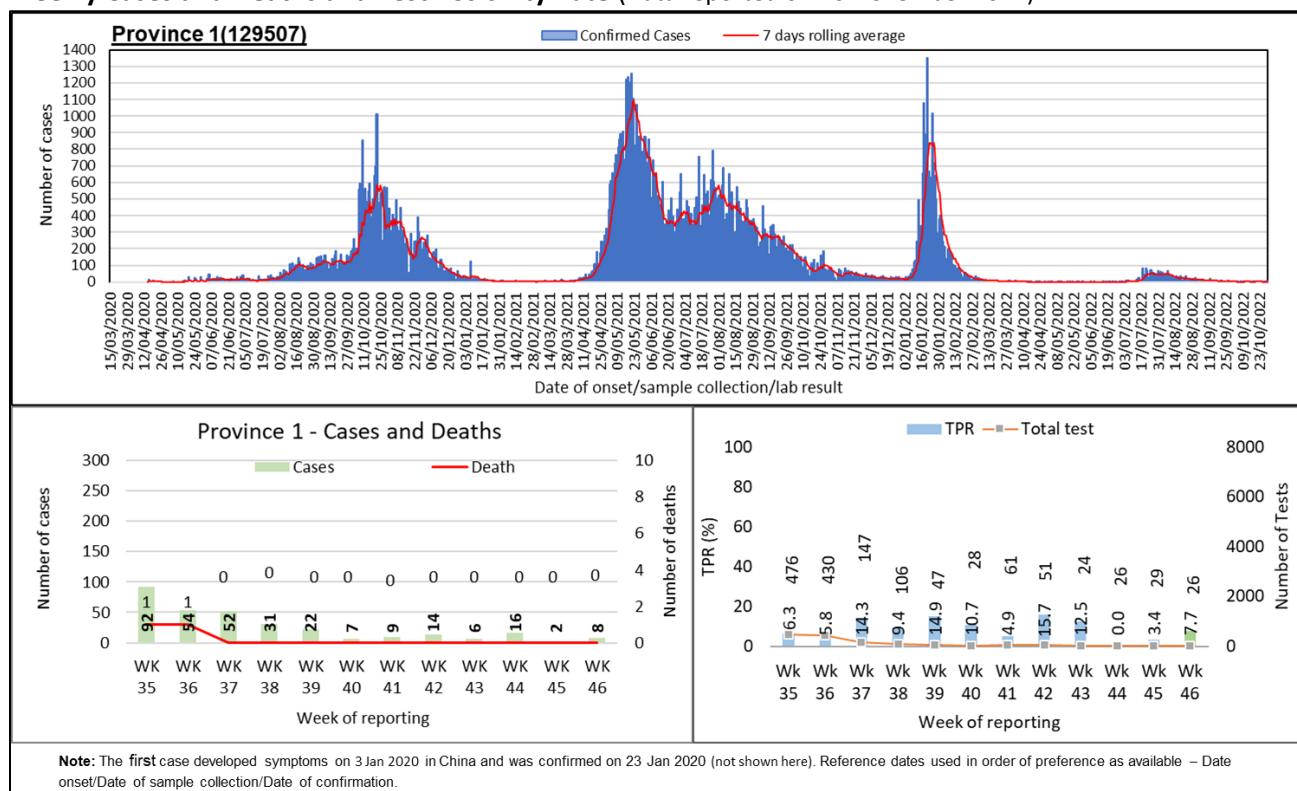 Province 1(129507)
Confirmed Cases 7 days rolling average
Number of cases
1400
1300
1200
1100
1000
900
800
700
600
500
400
300
200
100
0
15/03/2020 29/03/2020 12/04/2020 26/04/2020 10/05/2020 24/05/2020 07/06/2020 21/06/2020 05/07/2020 19/07/2020 02/08/2020 16/08/2020 30/08/2020 13/09/2020 27/09/2020 11/10/2020 25/10/2020 08/11/2020 22/11/2020 06/12/2020 20/12/2020 03/01/2021 17/01/2021 31/01/2021 14/02/2021 28/02/2021 14/03/2021 28/03/2021 11/04/2021 25/04/2021 09/05/2021 23/05/2021 06/06/2021 20/06/2021 04/07/2021 18/07/2021 01/08/2021 15/08/2021 29/08/2021 12/09/2021 26/09/2021 10/10/2021 24/10/2021 07/11/2021 21/11/2021 05/12/2021 19/12/2021 02/01/2022 16/01/2022 30/01/2022 13/02/2022 27/02/2022 13/03/2022 27/03/2022 10/04/2022 24/04/2022 08/05/2022 22/05/2022 05/06/2022 19/06/2022 03/07/2022 17/07/2022 31/07/2022 14/08/2022 28/08/2022 11/09/2022 25/09/2022 09/10/2022 23/10/2022
Date of onset/sample collection/lab result
Province 1 - Cases and Deaths
Cases Death
Number of cases
300
250
200
150
100
50
0
Number of deaths
10
8
6
4
2
0
1 1 0 0 0 0 0 0 0 0 0 0
92 54 52 31 22 7 9 14 6 16 2 8
WK WK WK WK WK WK WK WK WK WK WK WK
35 36 37 38 39 40 41 42 43 44 45 46
Week of reporting
TPR Total test
TPR (%)
100
80
60
40
20
0
Number of Tests
8000
6000
4000
2000
0
476 430 147 106 47 28 61 51 24 26 29 26
6.3 5.8 14.3 9.4 14.9 10.7 4.9 15.7 12.5 0.0 3.4 7.7
Wk Wk Wk Wk Wk Wk Wk Wk Wk Wk Wk Wk
35 36 37 38 39 40 41 42 43 44 45 46
Week of reporting
Note: The first case developed symptoms on 3 Jan 2020 in China and was confirmed on 23 Jan 2020 (not shown here). Reference dates used in order of preference as available – Date
onset/Date of sample collection/Date of confirmation.